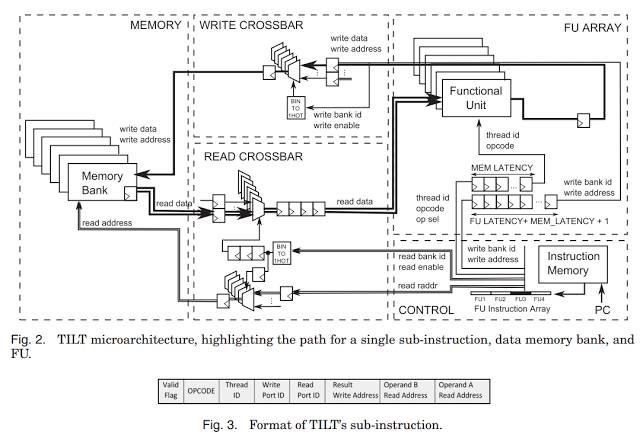 MEMORY
WRITE CROSSBAR
FU ARRAY
write data
write address
BIN
TO
1HOT
write bank id
write enable
Functional
Unit
thread id
opcode
write data
write address
READ CROSSBAR
Memory
Bank
read data
read data
MEM LATENCY
write bank id
write address
thread id
opcode
op sel
FU LATENCY+ MEM_LATENCY + 1
read address
BIN
TO
1HOT
read bank id
read enable
write bank id
write address
Instruction
Memory
read raddr
FU1 FU2 FU3 FU4
FU Instruction Array
PC
CONTROL
Fig. 2. TILT microarchitecture, highlighting the path for a single sub-instruction, data memory bank, and
FU.
Valid Flag
OPCODE
Thread ID
Write Port ID
Read Port ID
Result Write Address
Operand B Read Address
Operand A Read Address
Fig. 3. Format of TILT's sub-instruction.